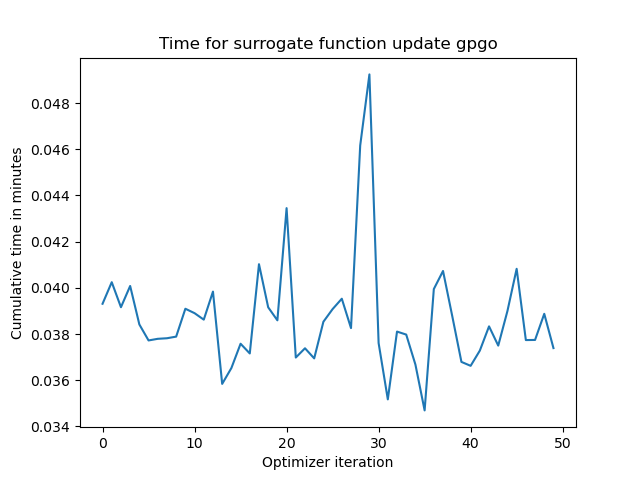 Time for surrogate function update gpgo
Cumulative time in minutes
0.048
0.046
0.044
0.042
0.040
0.038
0.036
0.034
0 10 20 30 40 50
Optimizer iteration